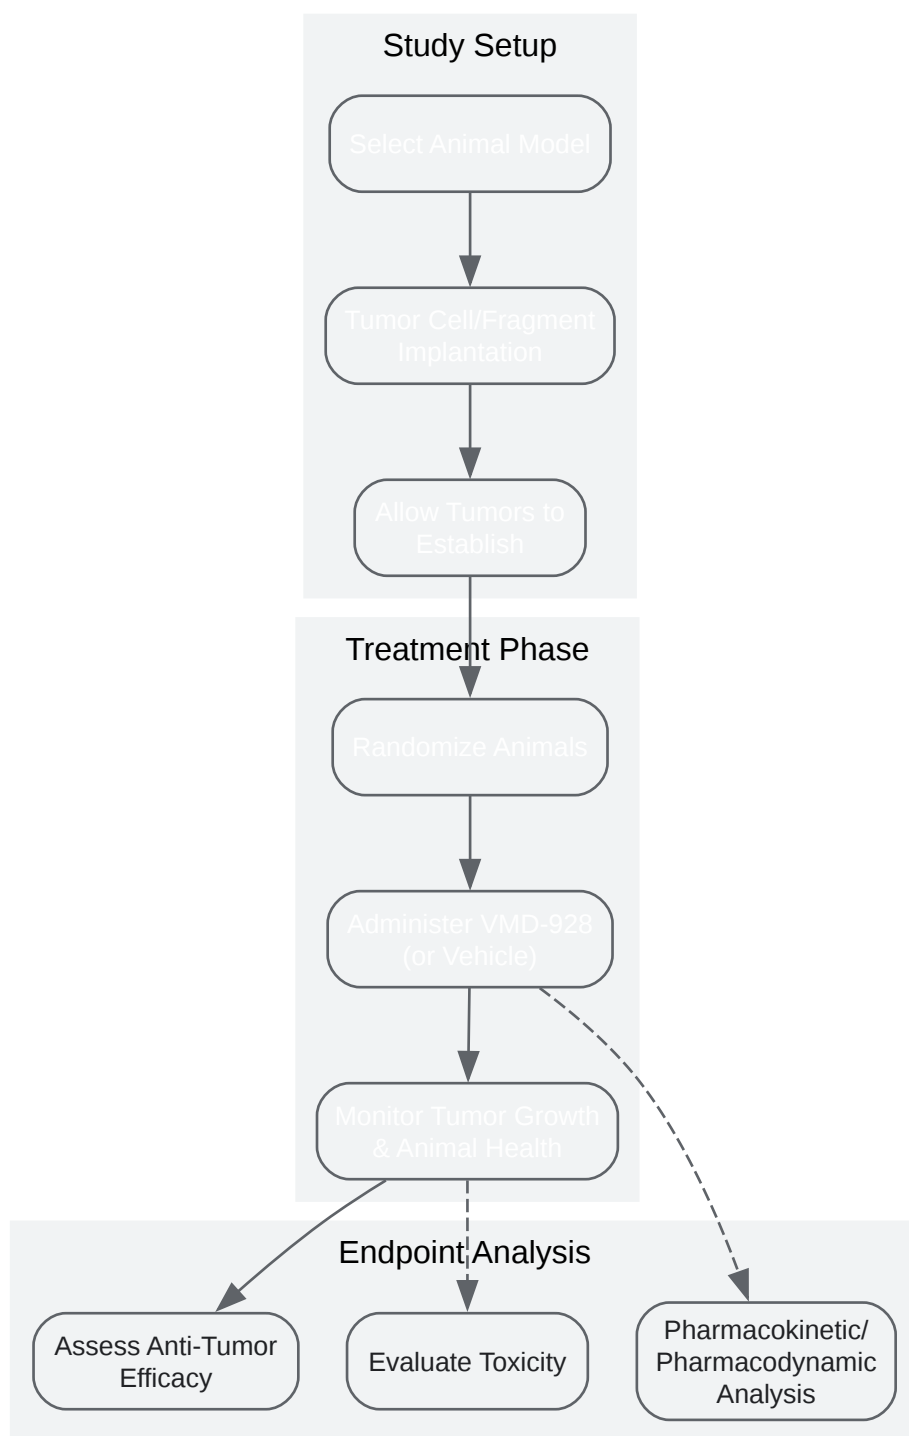 Study Setup
Select Animal Model
Tumor Cell/Fragment
Implantation
Allow Tumors to
Establish
Treatment Phase
Randomize Animals
Administer VMD-928
(or Vehicle)
Monitor Tumor Growth
& Animal Health
Endpoint Analysis
Assess Anti-Tumor
Efficacy
Evaluate Toxicity
Pharmacokinetic/
Pharmacodynamic
Analysis